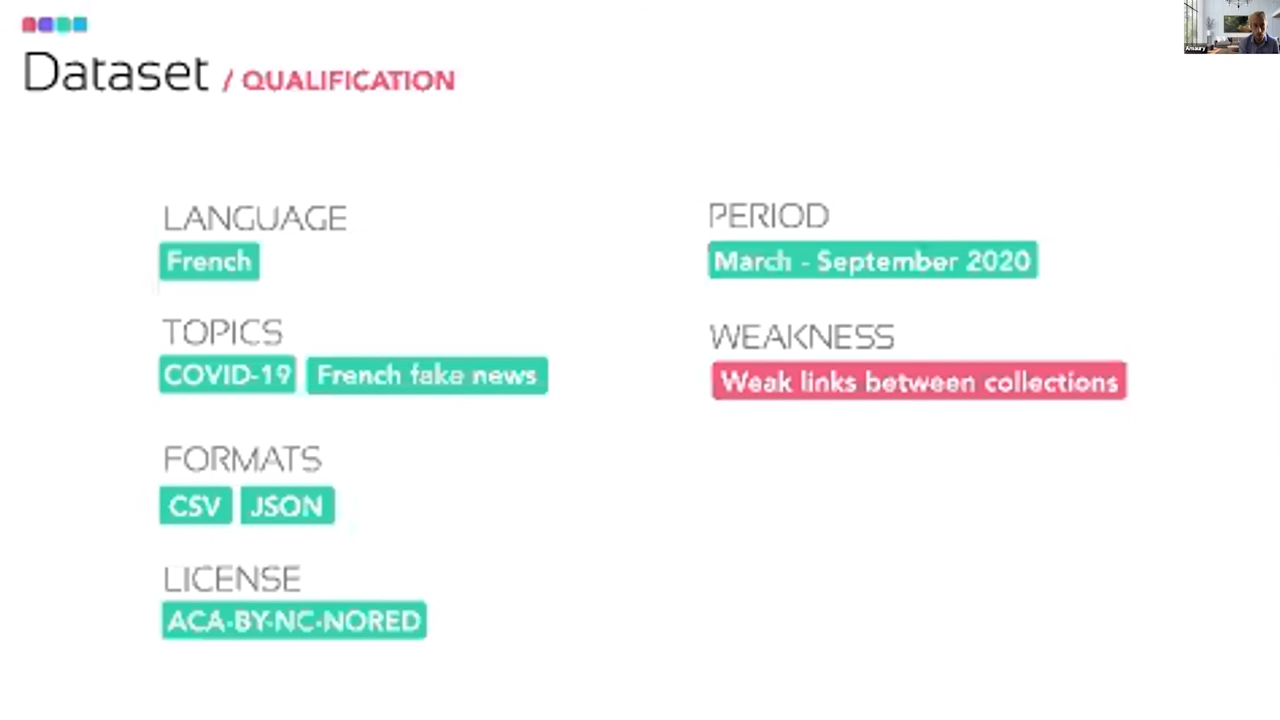 Dataset / QUALIFICATION
LANGUAGE
French
TOPICS
COVID-19 French fake news
FORMATS
CSV JSON
LICENSE
ACA-BY-NC-NORED
PERIOD
March - September 2020
WEAKNESS
Weak links between collections
Amaury